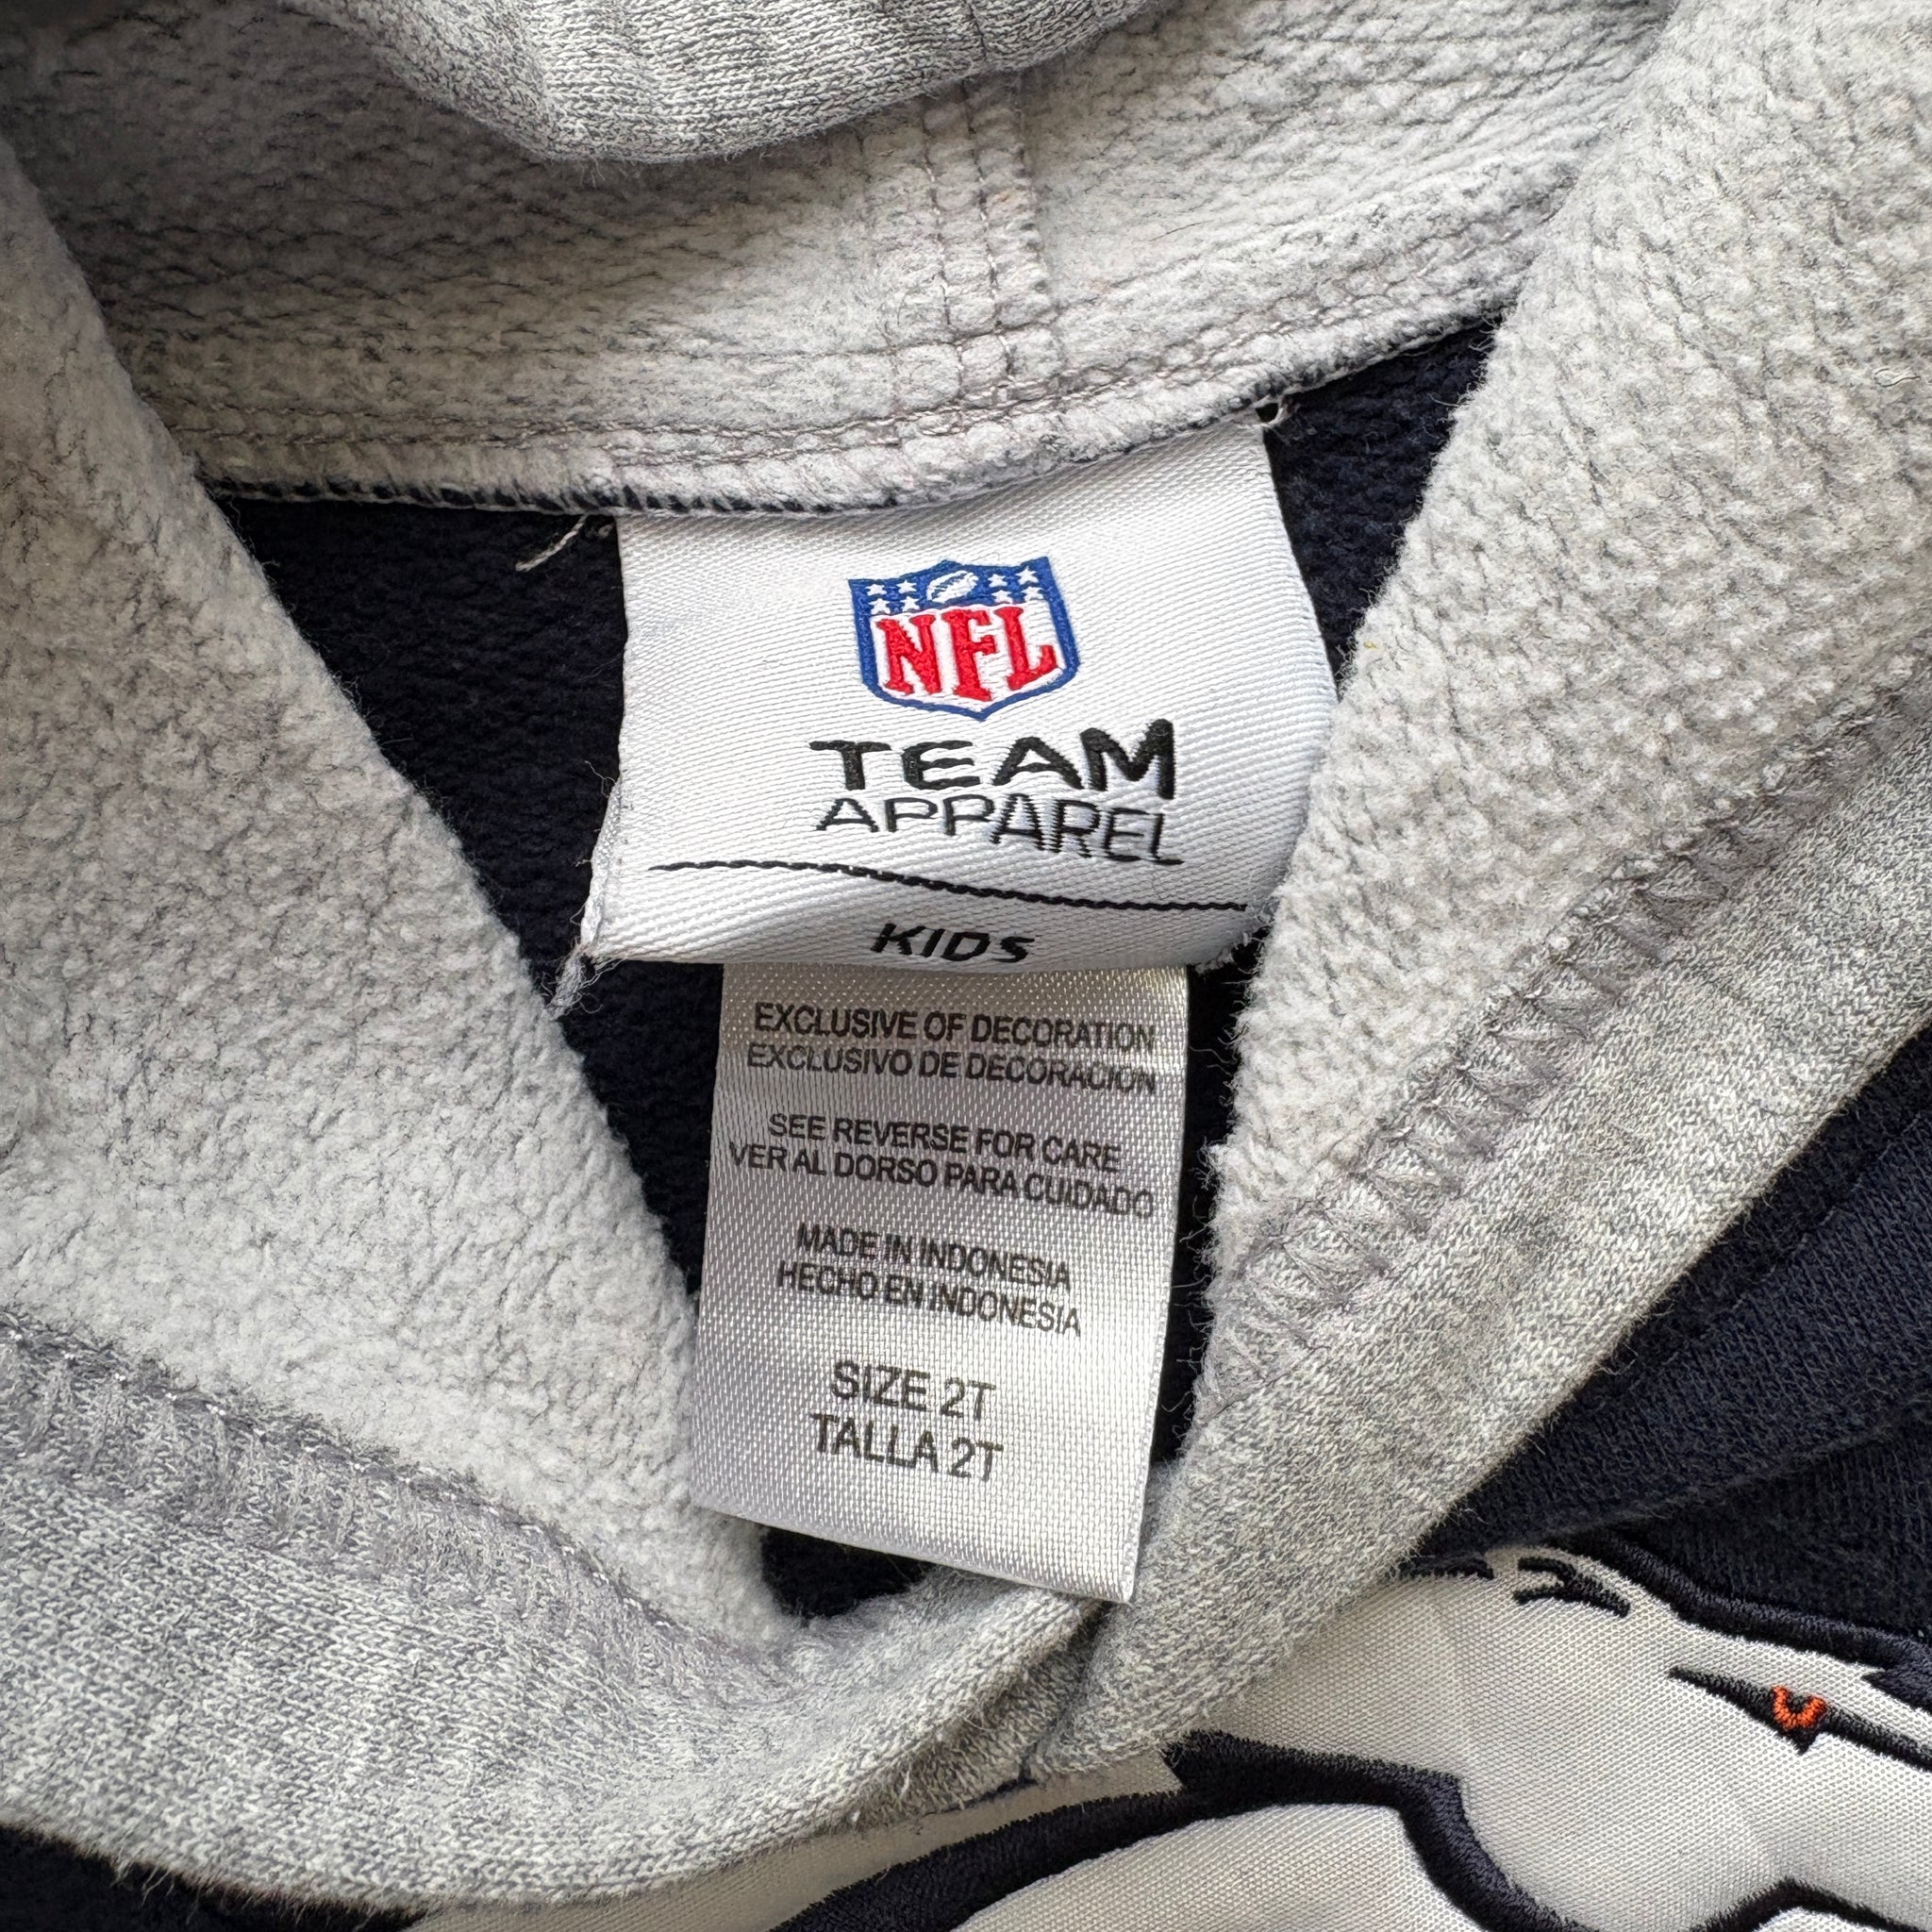 NFL
TEAM
APPAREL
KIDS
EXCLUSIVE OF DECORATION
EXCLUSIVO DE DECORACION
SEE REVERSE FOR CARE
VER AL DORSO PARA CUIDADO
MADE IN INDONESIA
HECHO EN INDONESIA
SIZE 2T
TALLA 2T